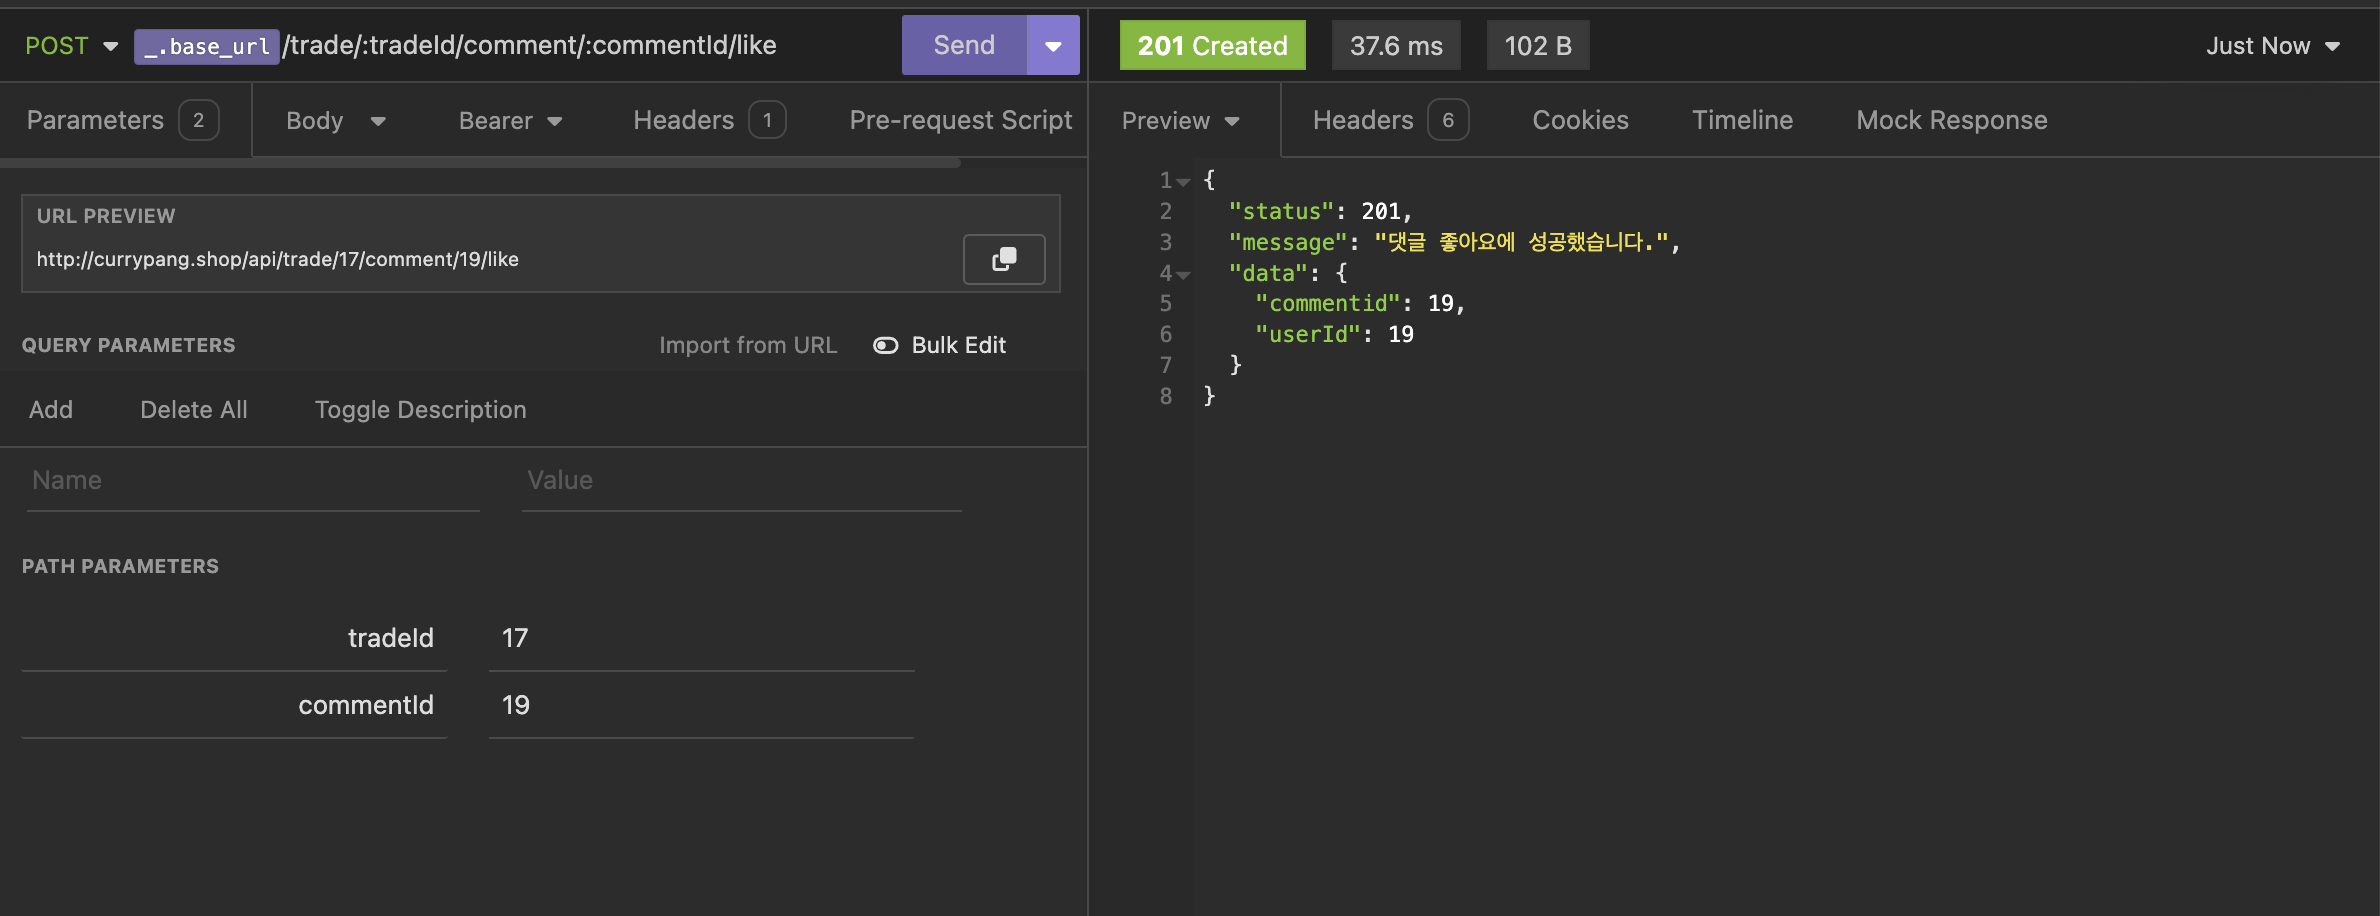 POST _.base_url/trade/:tradeId/comment/:commentId/like Send
201 Created 37.6 ms 102 B Just Now
Parameters 2 Body Bearer Headers 1 Pre-request Script
Preview Headers 6 Cookies Timeline Mock Response
URL PREVIEW
http://currypang.shop/api/trade/17/comment/19/like
QUERY PARAMETERS Import from URL Bulk Edit
Add Delete All Toggle Description
Name Value
PATH PARAMETERS
tradeId 17
commentId 19
1 {
2 "status": 201,
3 "message": "댓글 좋아요에 성공했습니다.",
4 "data": {
5 "commentid": 19,
6 "userId": 19
7 }
8 }